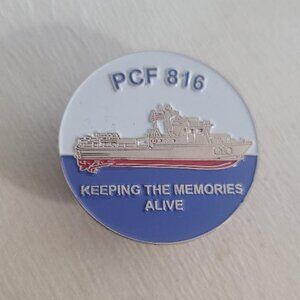 PCF 816
KEEPING THE MEMORIES
ALIVE